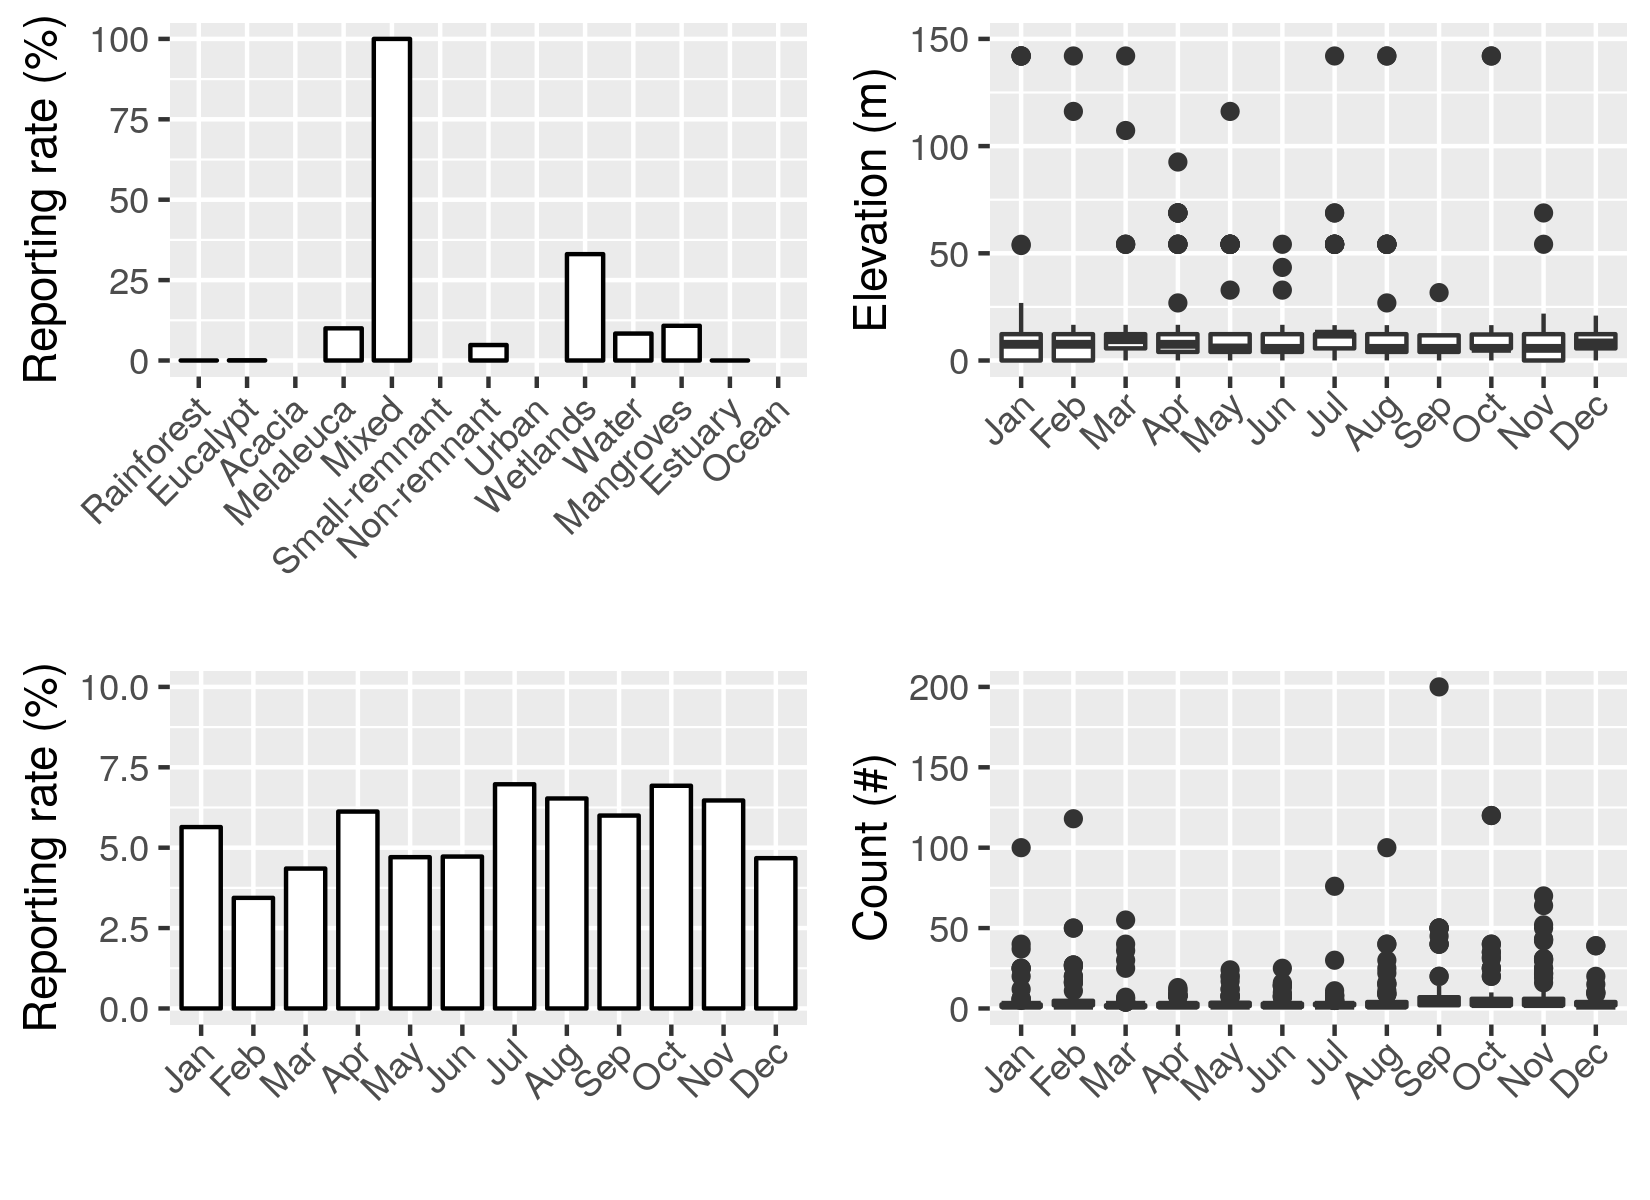 Reporting rate (%)
100
75
50
25
0
Rainforest
Eucalypt
Acacia
Melaleuca
Mixed
Small-remnant
Non-remnant
Urban
Wetlands
Water
Mangroves
Estuary
Ocean
Elevation (m)
150
100
50
0
Jan
Feb
Mar
Apr
May
Jun
Jul
Aug
Sep
Oct
Nov
Dec
Reporting rate (%)
10.0
7.5
5.0
2.5
0.0
Jan
Feb
Mar
Apr
May
Jun
Jul
Aug
Sep
Oct
Nov
Dec
Count (#)
200
150
100
50
0
Jan
Feb
Mar
Apr
May
Jun
Jul
Aug
Sep
Oct
Nov
Dec